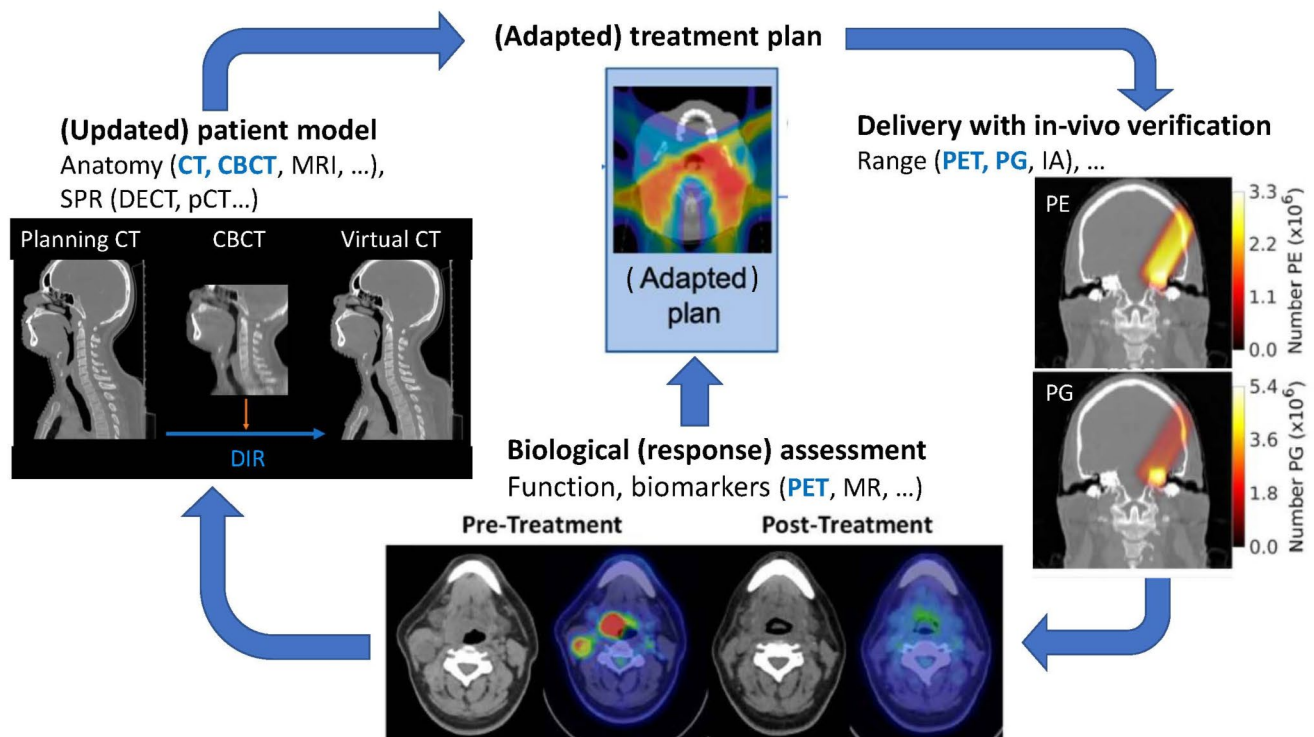 (Adapted) treatment plan
(Updated) patient model
Anatomy (CT, CBCT, MRI, ...),
SPR (DECT, pCT...)
Planning CT
CBCT
Virtual CT
DIR
(Adapted)
plan
Delivery with in-vivo verification
Range (PET, PG, IA), ...
PE
3.3
2.2
1.1
0.0
Number PE (x10⁶)
PG
5.4
3.6
1.8
0.0
Number PG (x10⁶)
Biological (response) assessment
Function, biomarkers (PET, MR, ...)
Pre-Treatment
Post-Treatment